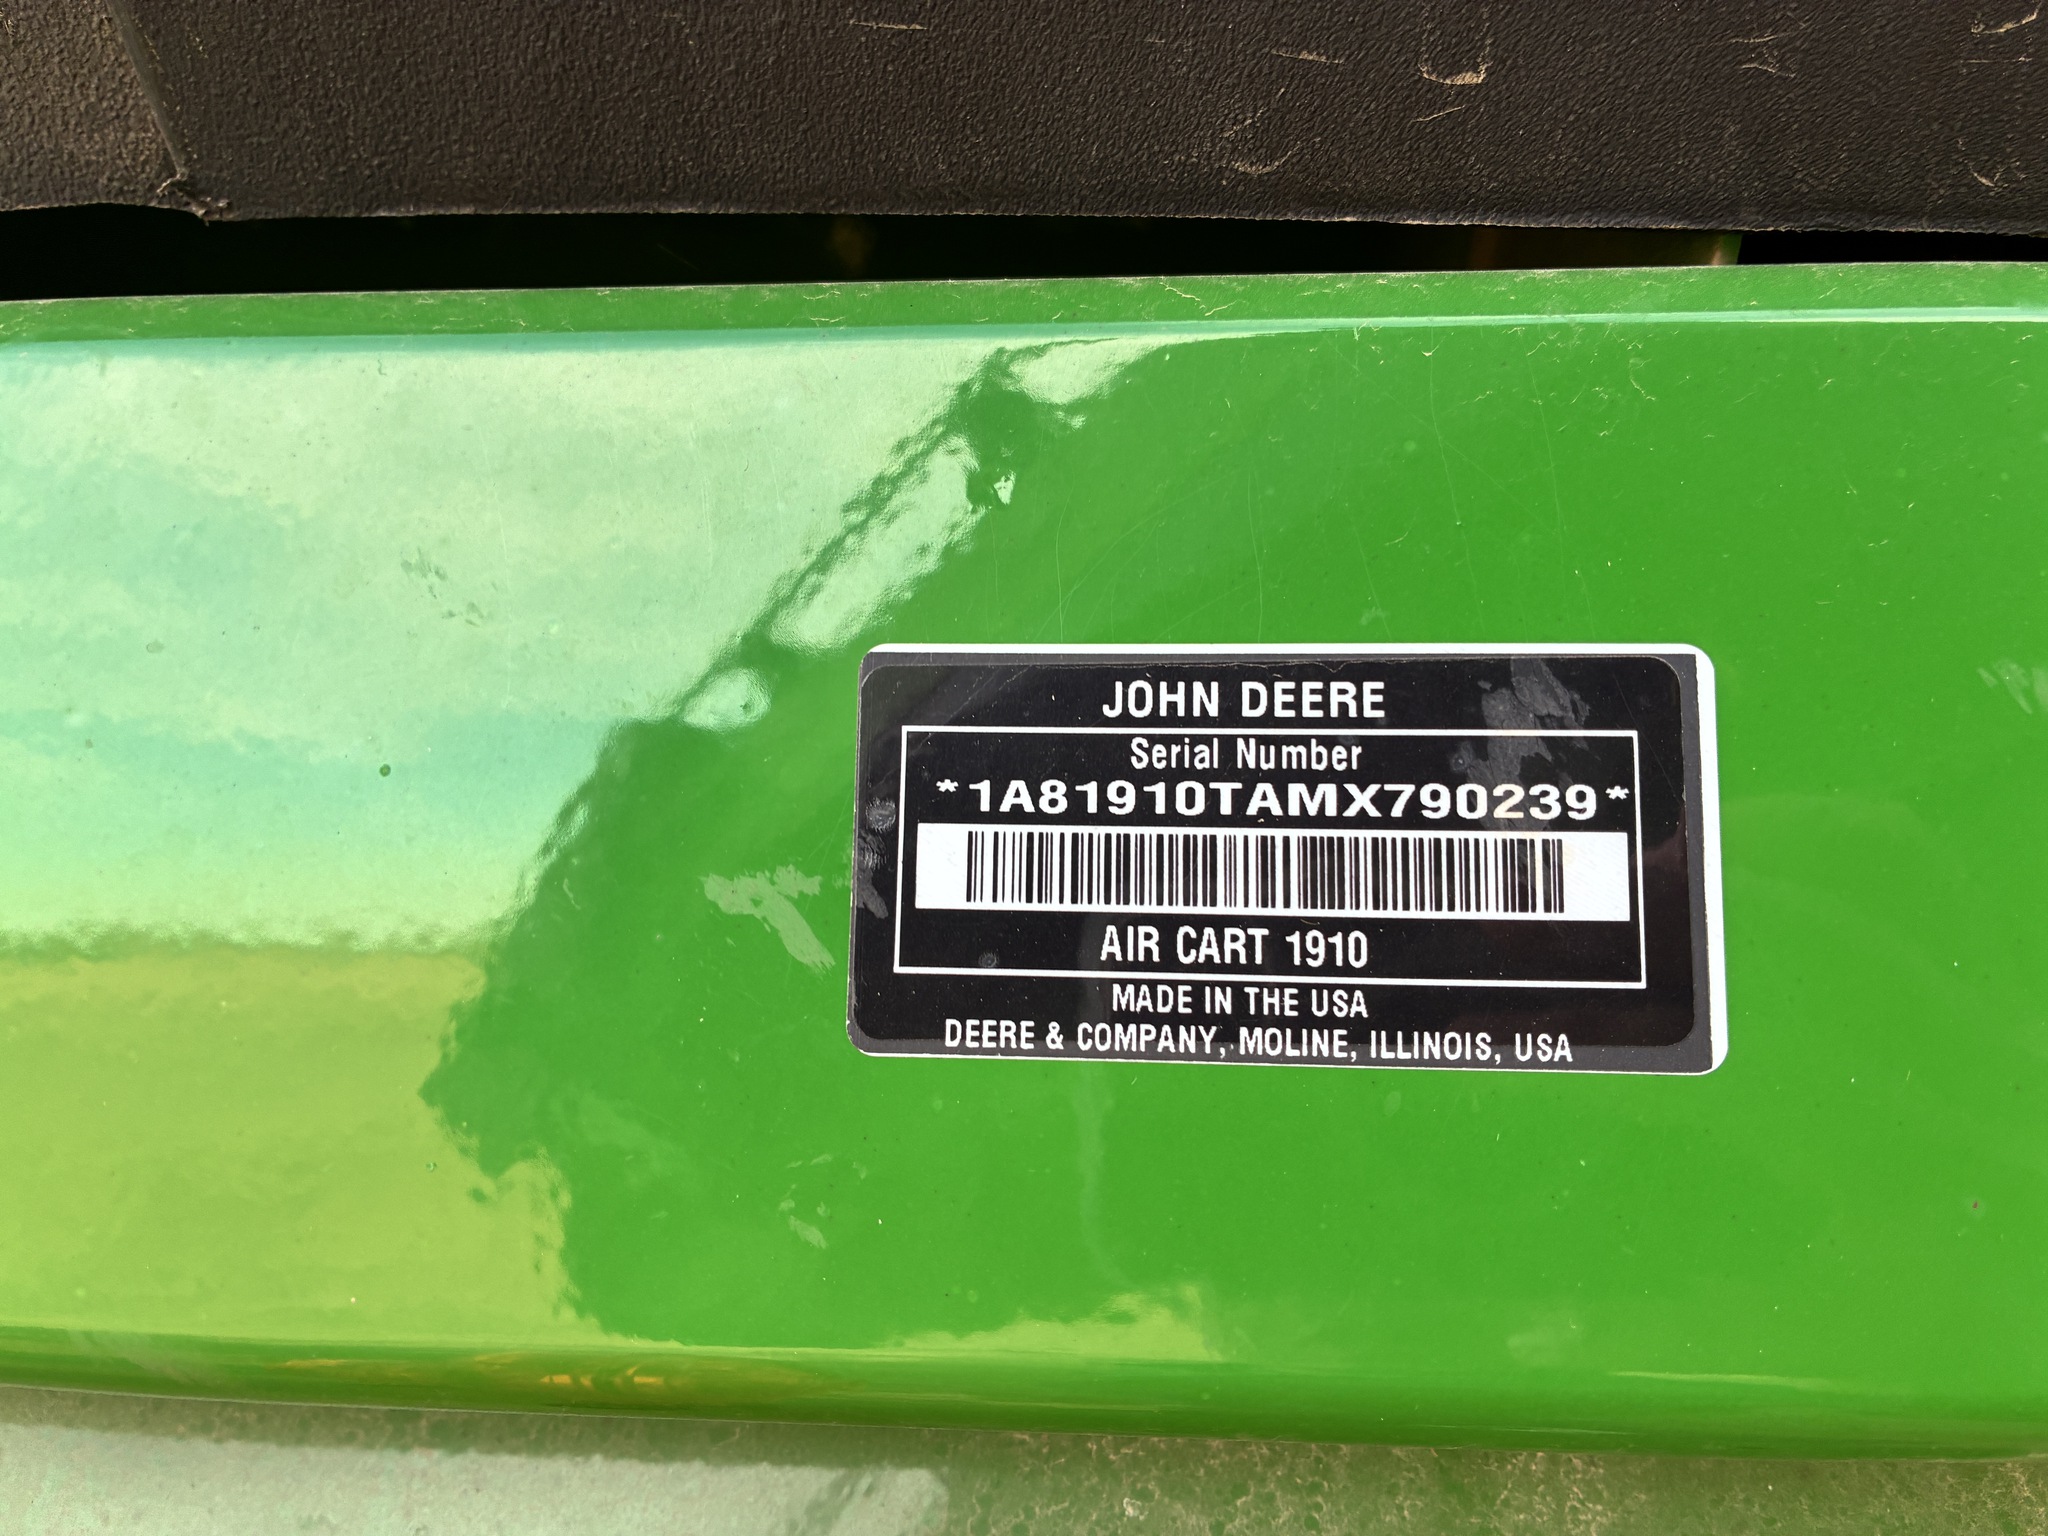 JOHN DEERE
Serial Number
*1A81910TAMX790239*
AIR CART 1910
MADE IN THE USA
DEERE & COMPANY, MOLINE, ILLINOIS, USA